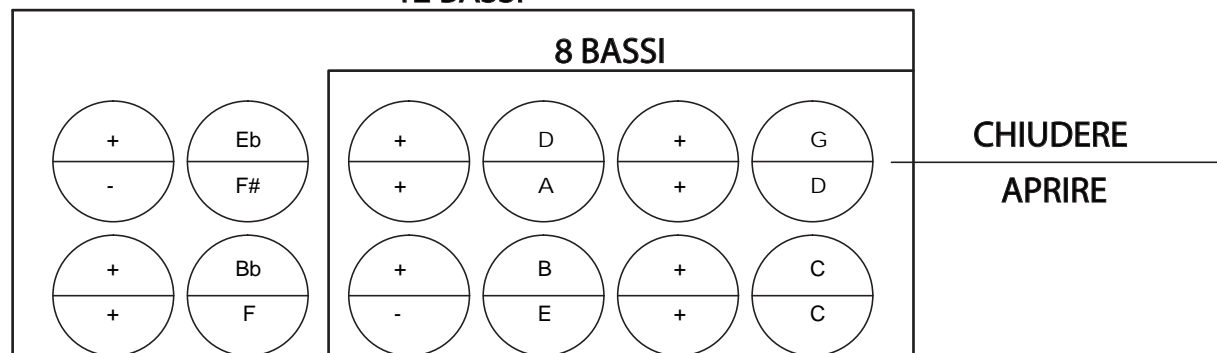 8 BASSI
+ Eb + D + G
CHIUDERE
- F# + A + D
APRIRE
+ Bb + B + C
+ F - E + C